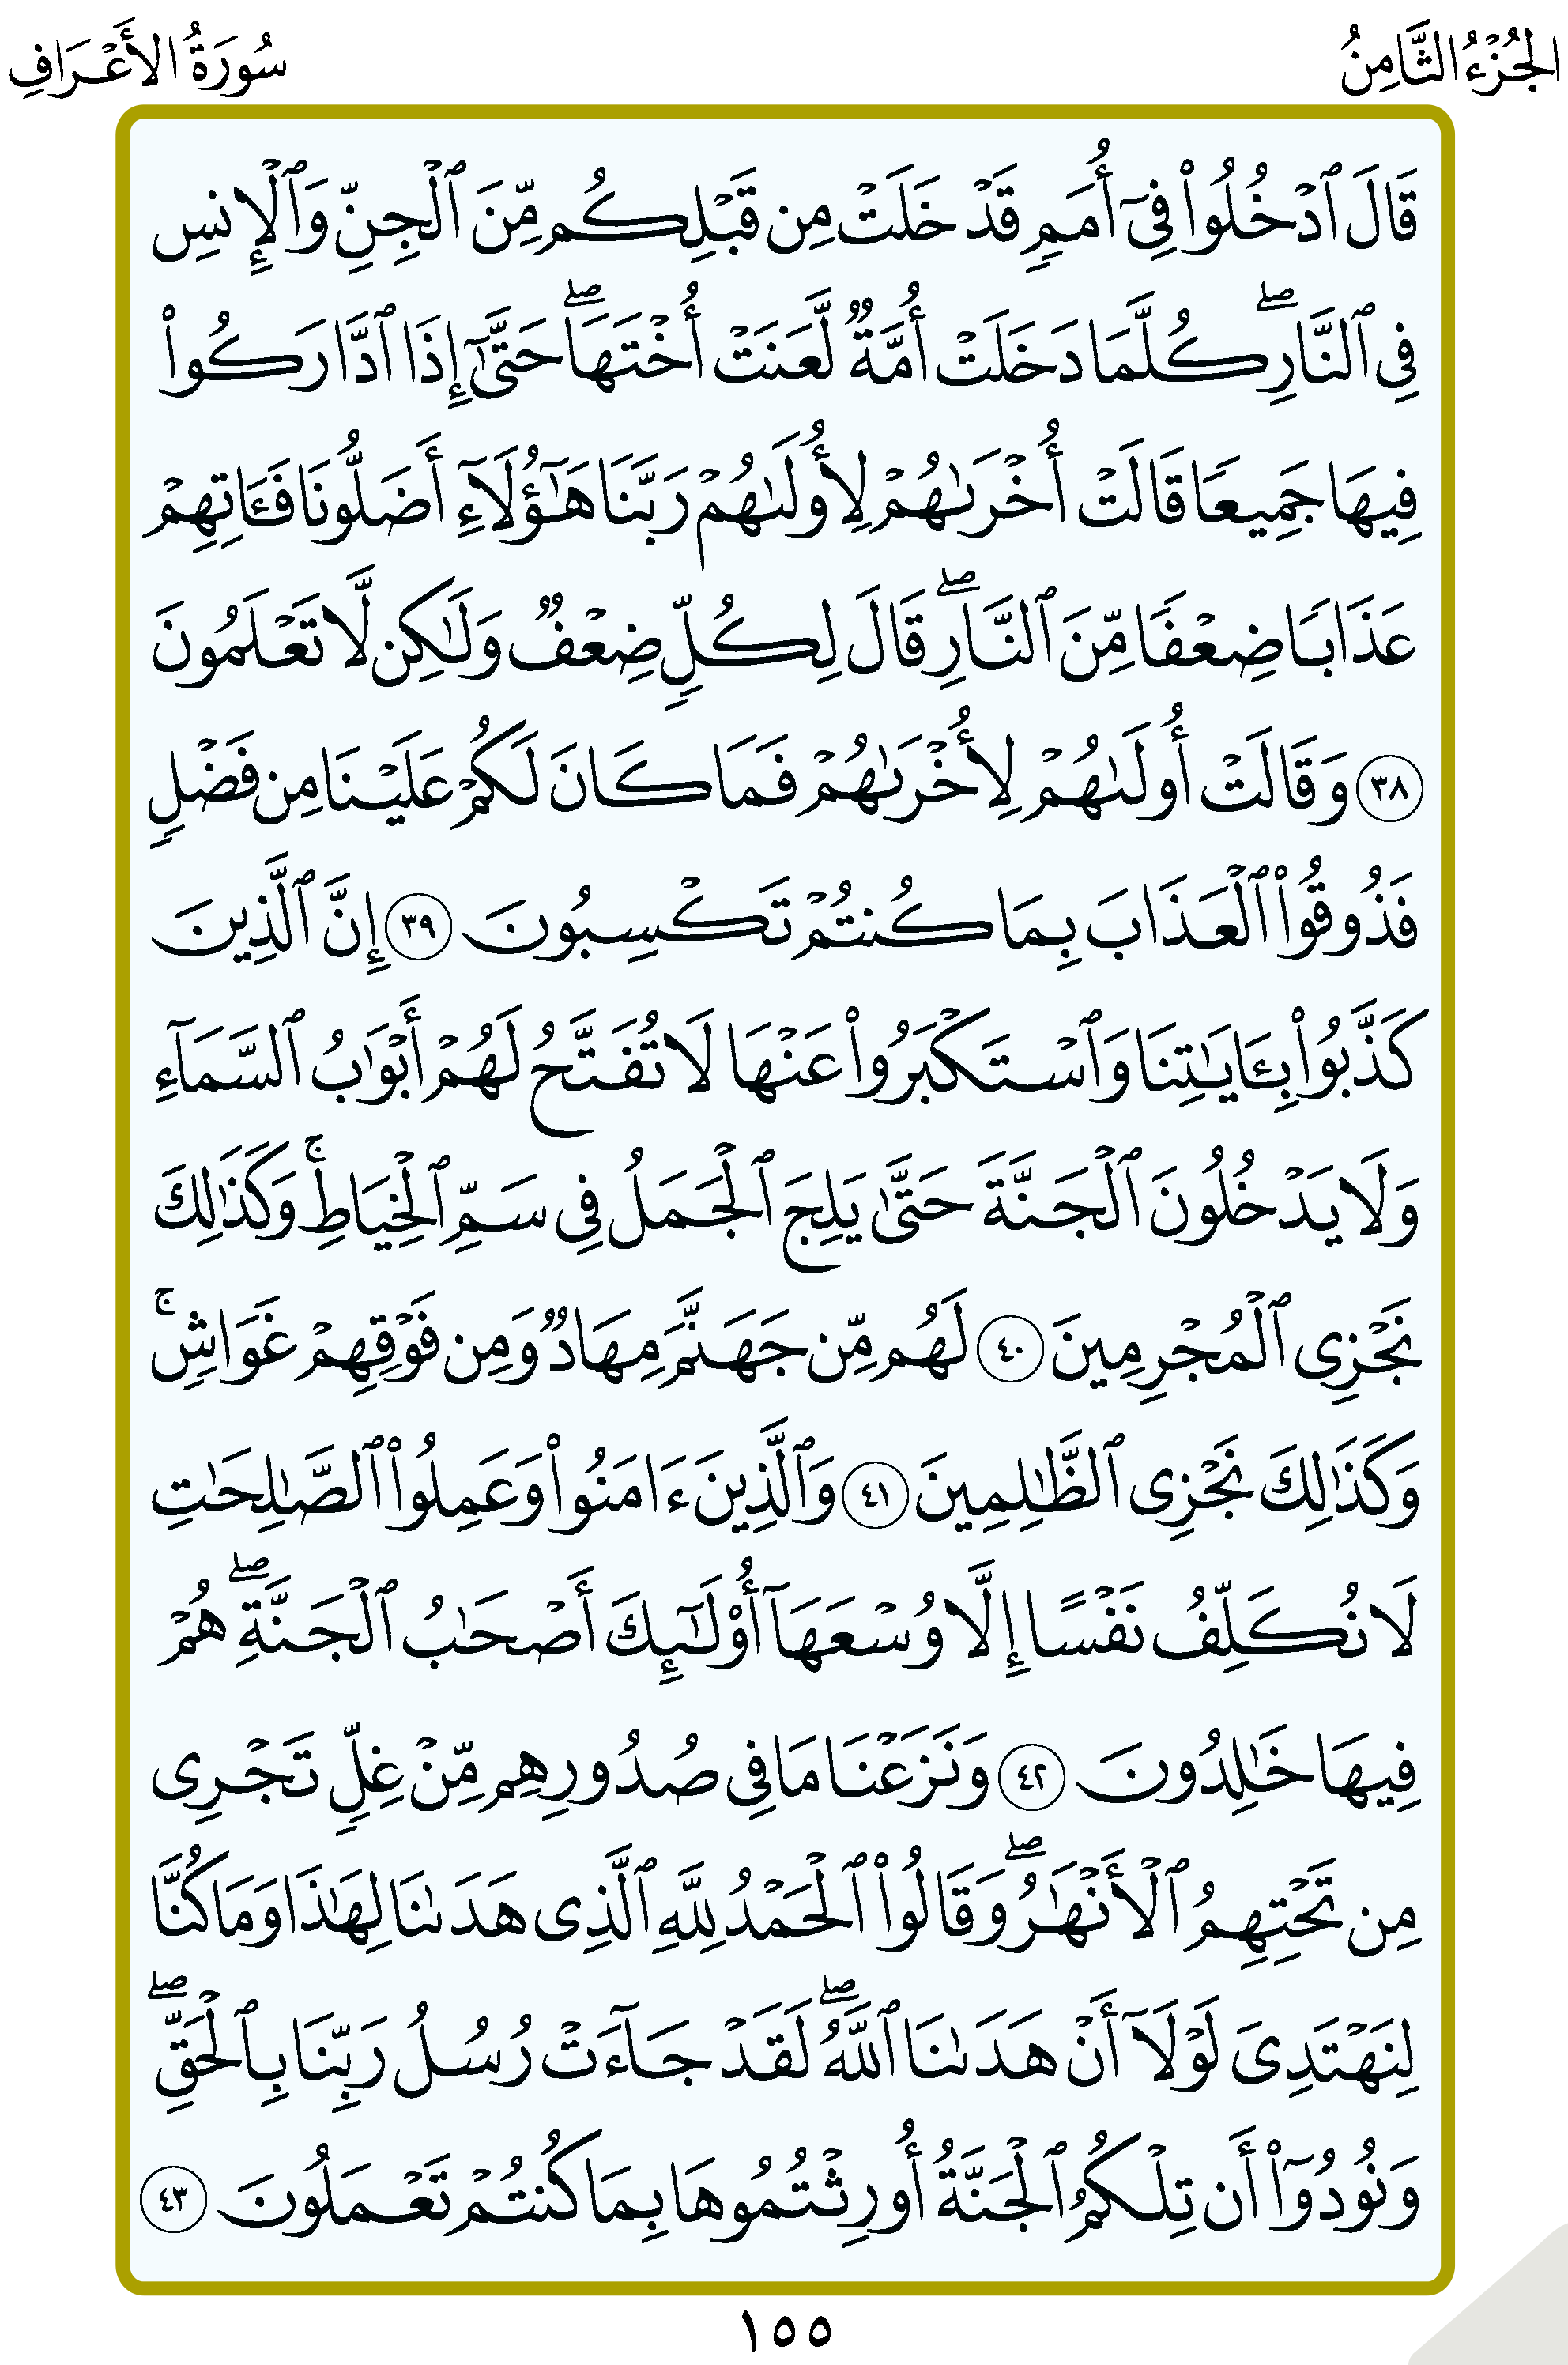 الجُزْءُ الثَّامِنُ
سُورَةُ الأَعْرَافِ
قَالَ ٱدْخُلُوا۟ فِىٓ أُمَمٍ قَدْ خَلَتْ مِن قَبْلِكُم مِّنَ ٱلْجِنِّ وَٱلْإِنسِ
فِى ٱلنَّارِ ۖ كُلَّمَا دَخَلَتْ أُمَّةٌ لَّعَنَتْ أُخْتَهَا ۖ حَتَّىٰٓ إِذَا ٱدَّارَكُوا۟
فِيهَا جَمِيعًا قَالَتْ أُخْرَىٰهُمْ لِأُولَىٰهُمْ رَبَّنَا هَـٰٓؤُلَآءِ أَضَلُّونَا فَـَٔاتِهِمْ
عَذَابًا ضِعْفًا مِّنَ ٱلنَّارِ ۖ قَالَ لِكُلٍّ ضِعْفٌ وَلَـٰكِن لَّا تَعْلَمُونَ
٣٨ وَقَالَتْ أُولَىٰهُمْ لِأُخْرَىٰهُمْ فَمَا كَانَ لَكُمْ عَلَيْنَا مِن فَضْلٍ
فَذُوقُوا۟ ٱلْعَذَابَ بِمَا كُنتُمْ تَكْسِبُونَ ٣٩ إِنَّ ٱلَّذِينَ
كَذَّبُوا۟ بِـَٔايَـٰتِنَا وَٱسْتَكْبَرُوا۟ عَنْهَا لَا تُفَتَّحُ لَهُمْ أَبْوَٰبُ ٱلسَّمَآءِ
وَلَا يَدْخُلُونَ ٱلْجَنَّةَ حَتَّىٰ يَلِجَ ٱلْجَمَلُ فِى سَمِّ ٱلْخِيَاطِ ۚ وَكَذَٰلِكَ
نَجْزِى ٱلْمُجْرِمِينَ ٤٠ لَهُم مِّن جَهَنَّمَ مِهَادٌ وَمِن فَوْقِهِمْ غَوَاشٍ ۚ
وَكَذَٰلِكَ نَجْزِى ٱلظَّـٰلِمِينَ ٤١ وَٱلَّذِينَ ءَامَنُوا۟ وَعَمِلُوا۟ ٱلصَّـٰلِحَـٰتِ
لَا نُكَلِّفُ نَفْسًا إِلَّا وُسْعَهَآ أُو۟لَـٰٓئِكَ أَصْحَـٰبُ ٱلْجَنَّةِ ۖ هُمْ
فِيهَا خَـٰلِدُونَ ٤٢ وَنَزَعْنَا مَا فِى صُدُورِهِم مِّنْ غِلٍّ تَجْرِى
مِن تَحْتِهِمُ ٱلْأَنْهَـٰرُ ۖ وَقَالُوا۟ ٱلْحَمْدُ لِلَّهِ ٱلَّذِى هَدَىٰنَا لِهَـٰذَا وَمَا كُنَّا
لِنَهْتَدِىَ لَوْلَآ أَنْ هَدَىٰنَا ٱللَّهُ ۖ لَقَدْ جَآءَتْ رُسُلُ رَبِّنَا بِٱلْحَقِّ ۖ
وَنُودُوٓا۟ أَن تِلْكُمُ ٱلْجَنَّةُ أُورِثْتُمُوهَا بِمَا كُنتُمْ تَعْمَلُونَ ٤٣
١٥٥